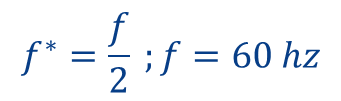 f* = f/2 ; f = 60 hz